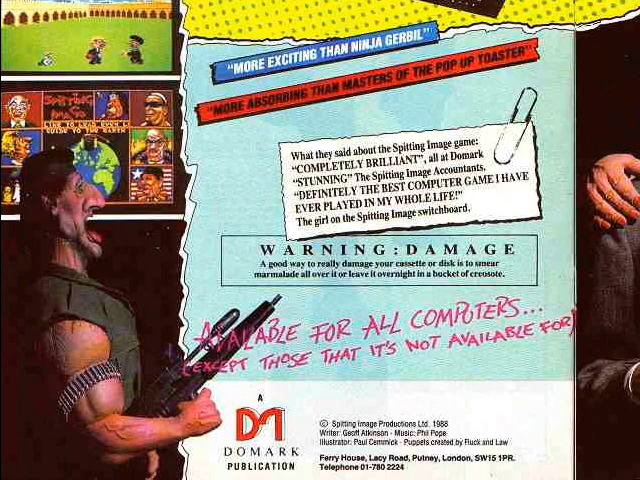 "MORE EXCITING THAN NINJA GERBIL"
"MORE ABSORBING THAN MASTERS OF THE POP UP TOASTER"
What they said about the Spitting Image game:
"COMPLETELY BRILLIANT", all at Domark
"STUNNING" The Spitting Image Accountants.
"DEFINITELY THE BEST COMPUTER GAME I HAVE
EVER PLAYED IN MY WHOLE LIFE!"
The girl on the Spitting Image switchboard.
WARNING: DAMAGE
A good way to really damage your cassette or disk is to smear
marmalade all over it or leave it overnight in a bucket of creosote.
AVAILABLE FOR ALL COMPUTERS...
(EXCEPT THOSE THAT IT'S NOT AVAILABLE FOR)
A
DOMARK
PUBLICATION
© Spitting Image Productions Ltd. 1988
Writer: Geoff Atkinson - Music: Phil Pope
Illustrator: Paul Cemmick - Puppets created by Fluck and Law
Ferry House, Lacy Road, Putney, London, SW15 1PR.
Telephone 01-780 2224